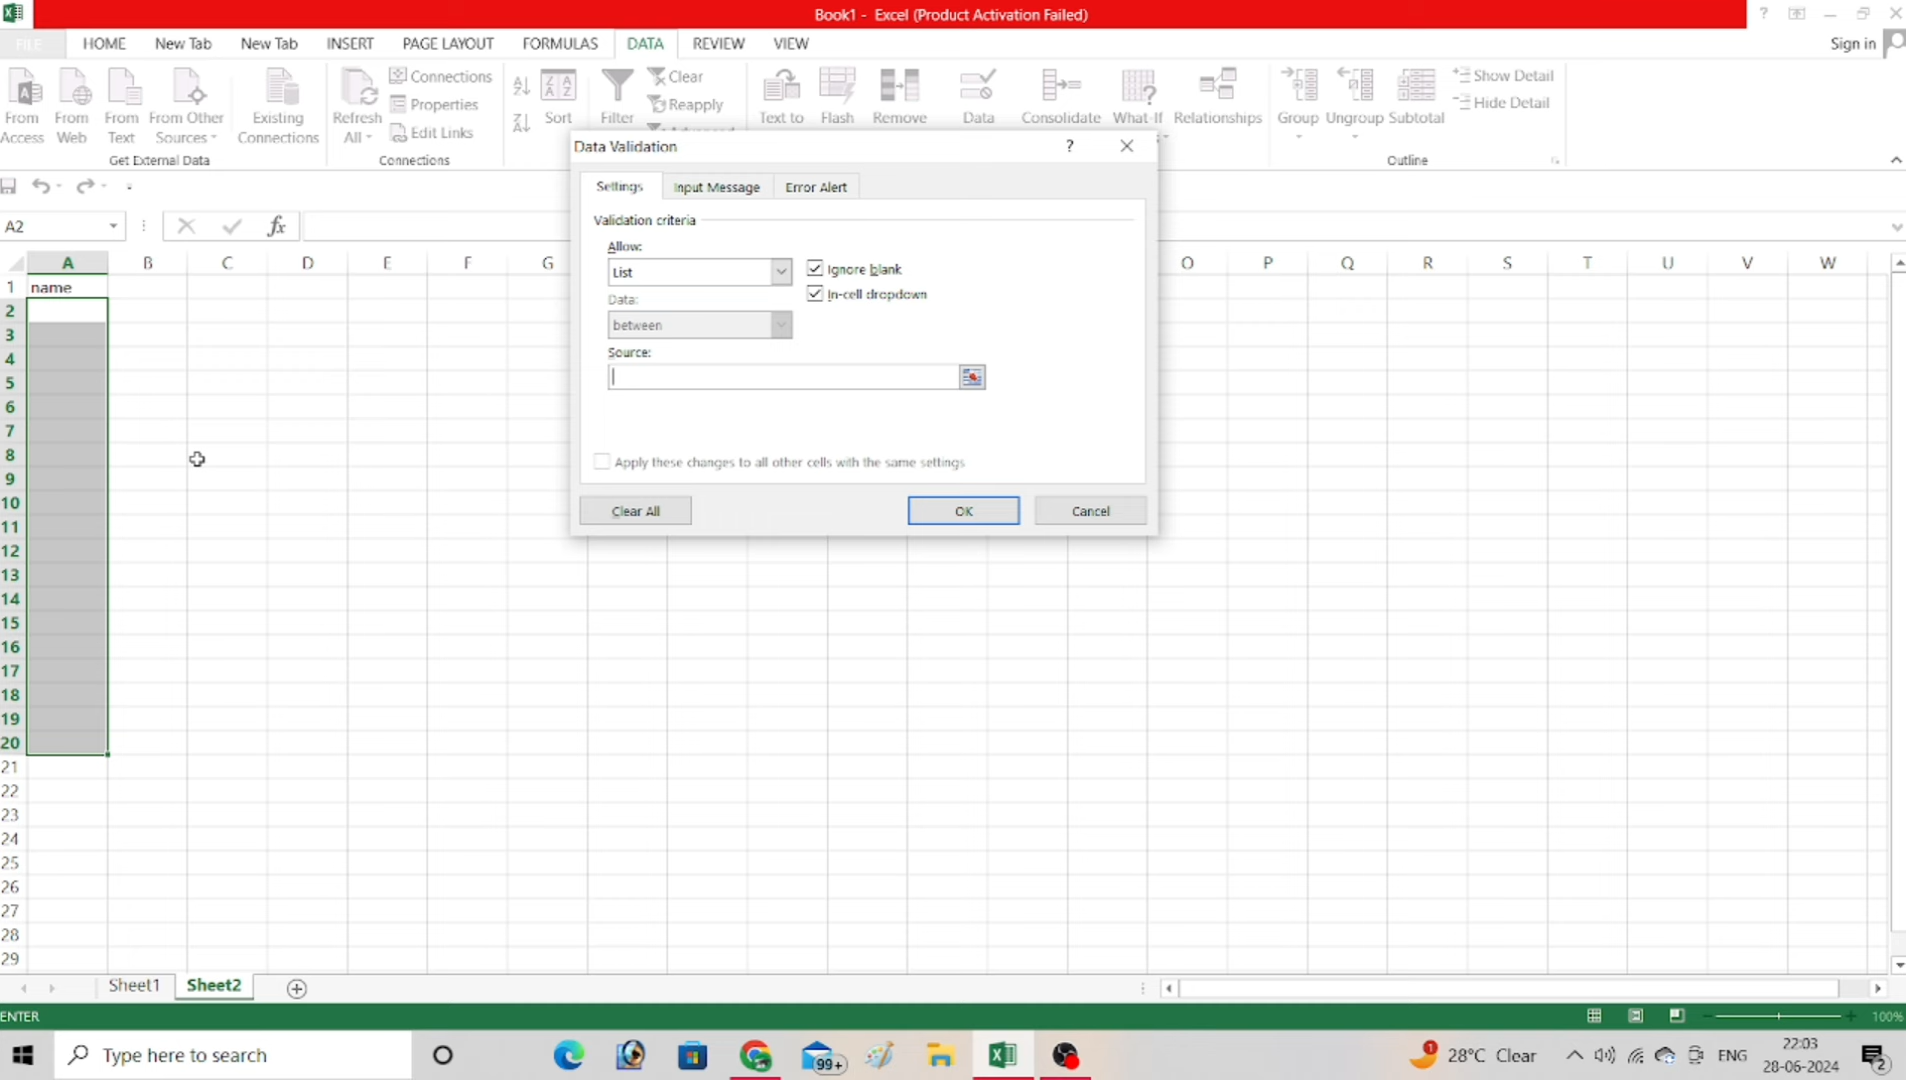 Book1 - Excel (Product Activation Failed)
FILE HOME New Tab New Tab INSERT PAGE LAYOUT FORMULAS DATA REVIEW VIEW Sign in
From Access
From Web
From Text
From Other Sources
Existing Connections
Get External Data
Refresh All
Connections
Properties
Edit Links
Connections
Sort
Filter
Clear
Reapply
Advanced
Text to
Flash
Remove
Data
Consolidate
What-If
Relationships
Group
Ungroup
Subtotal
Show Detail
Hide Detail
Outline
Data Validation ?
Settings Input Message Error Alert
Validation criteria
Allow:
List
Ignore blank
Data:
In-cell dropdown
between
Source:
Apply these changes to all other cells with the same settings
Clear All OK Cancel
A2 fx
A B C D E F G O P Q R S T U V W
1 name
2
3
4
5
6
7
8
9
10
11
12
13
14
15
16
17
18
19
20
21
22
23
24
25
26
27
28
29
Sheet1 Sheet2
ENTER 100%
Type here to search
99+
1
28°C Clear
ENG
22:03
28-06-2024
2